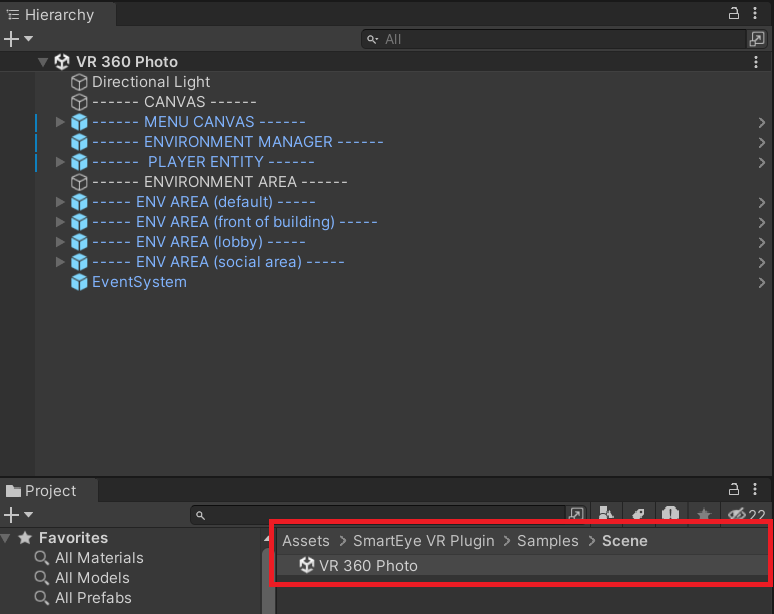 Hierarchy
All
VR 360 Photo
Directional Light
------ CANVAS ------
------ MENU CANVAS ------
------ ENVIRONMENT MANAGER ------
------  PLAYER ENTITY ------
------ ENVIRONMENT AREA ------
----- ENV AREA (default) -----
----- ENV AREA (front of building) -----
----- ENV AREA (lobby) -----
----- ENV AREA (social area) -----
EventSystem
Project
22
Favorites
All Materials
All Models
All Prefabs
Assets > SmartEye VR Plugin > Samples > Scene
VR 360 Photo